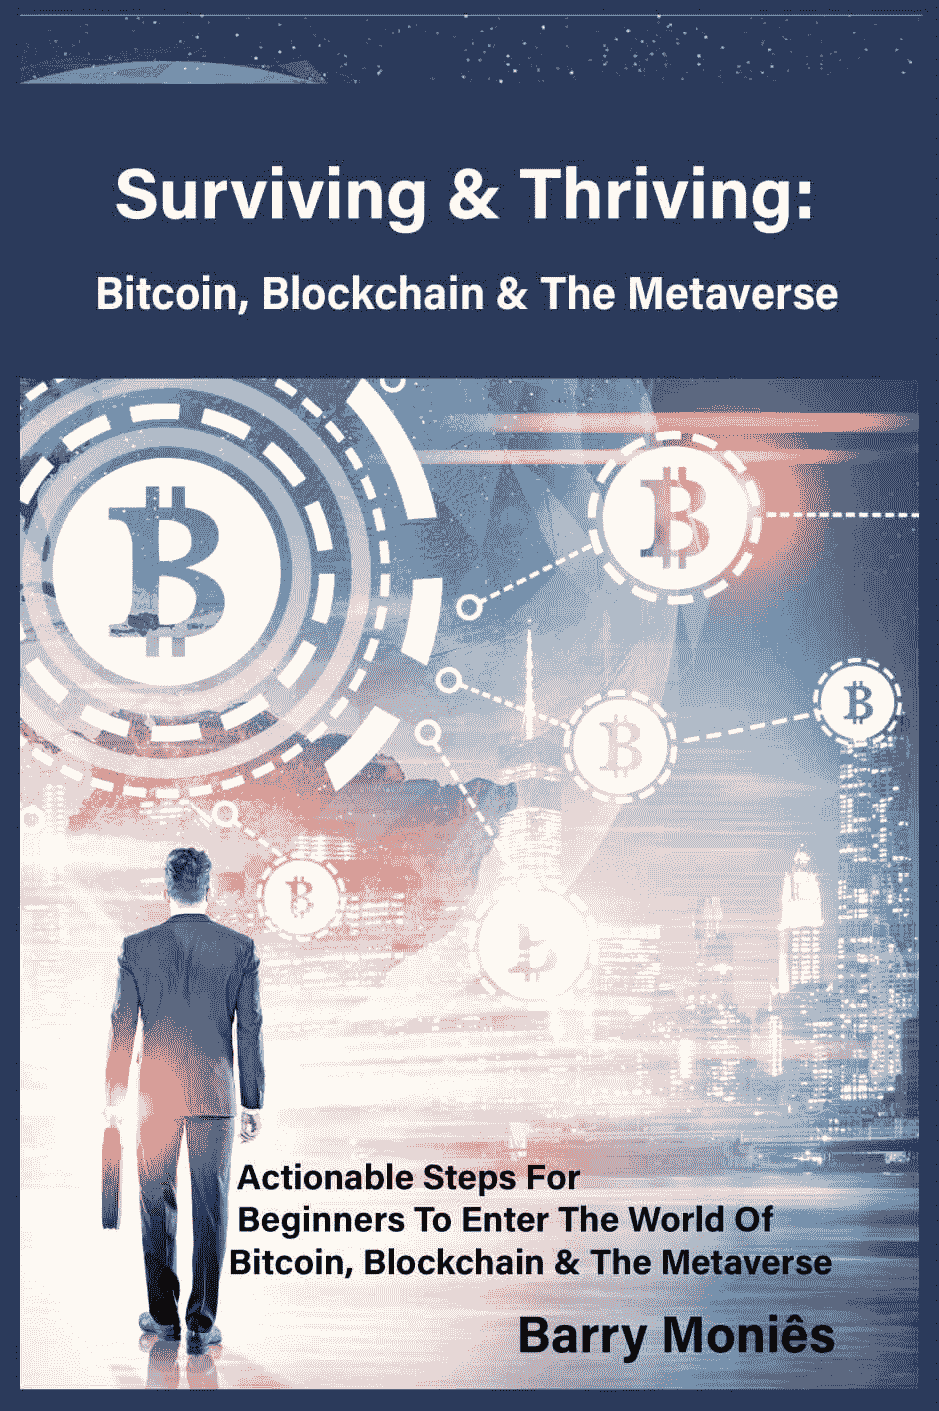 Surviving & Thriving:
Bitcoin, Blockchain & The Metaverse
Actionable Steps For
Beginners To Enter The World Of
Bitcoin, Blockchain & The Metaverse
Barry Moniês